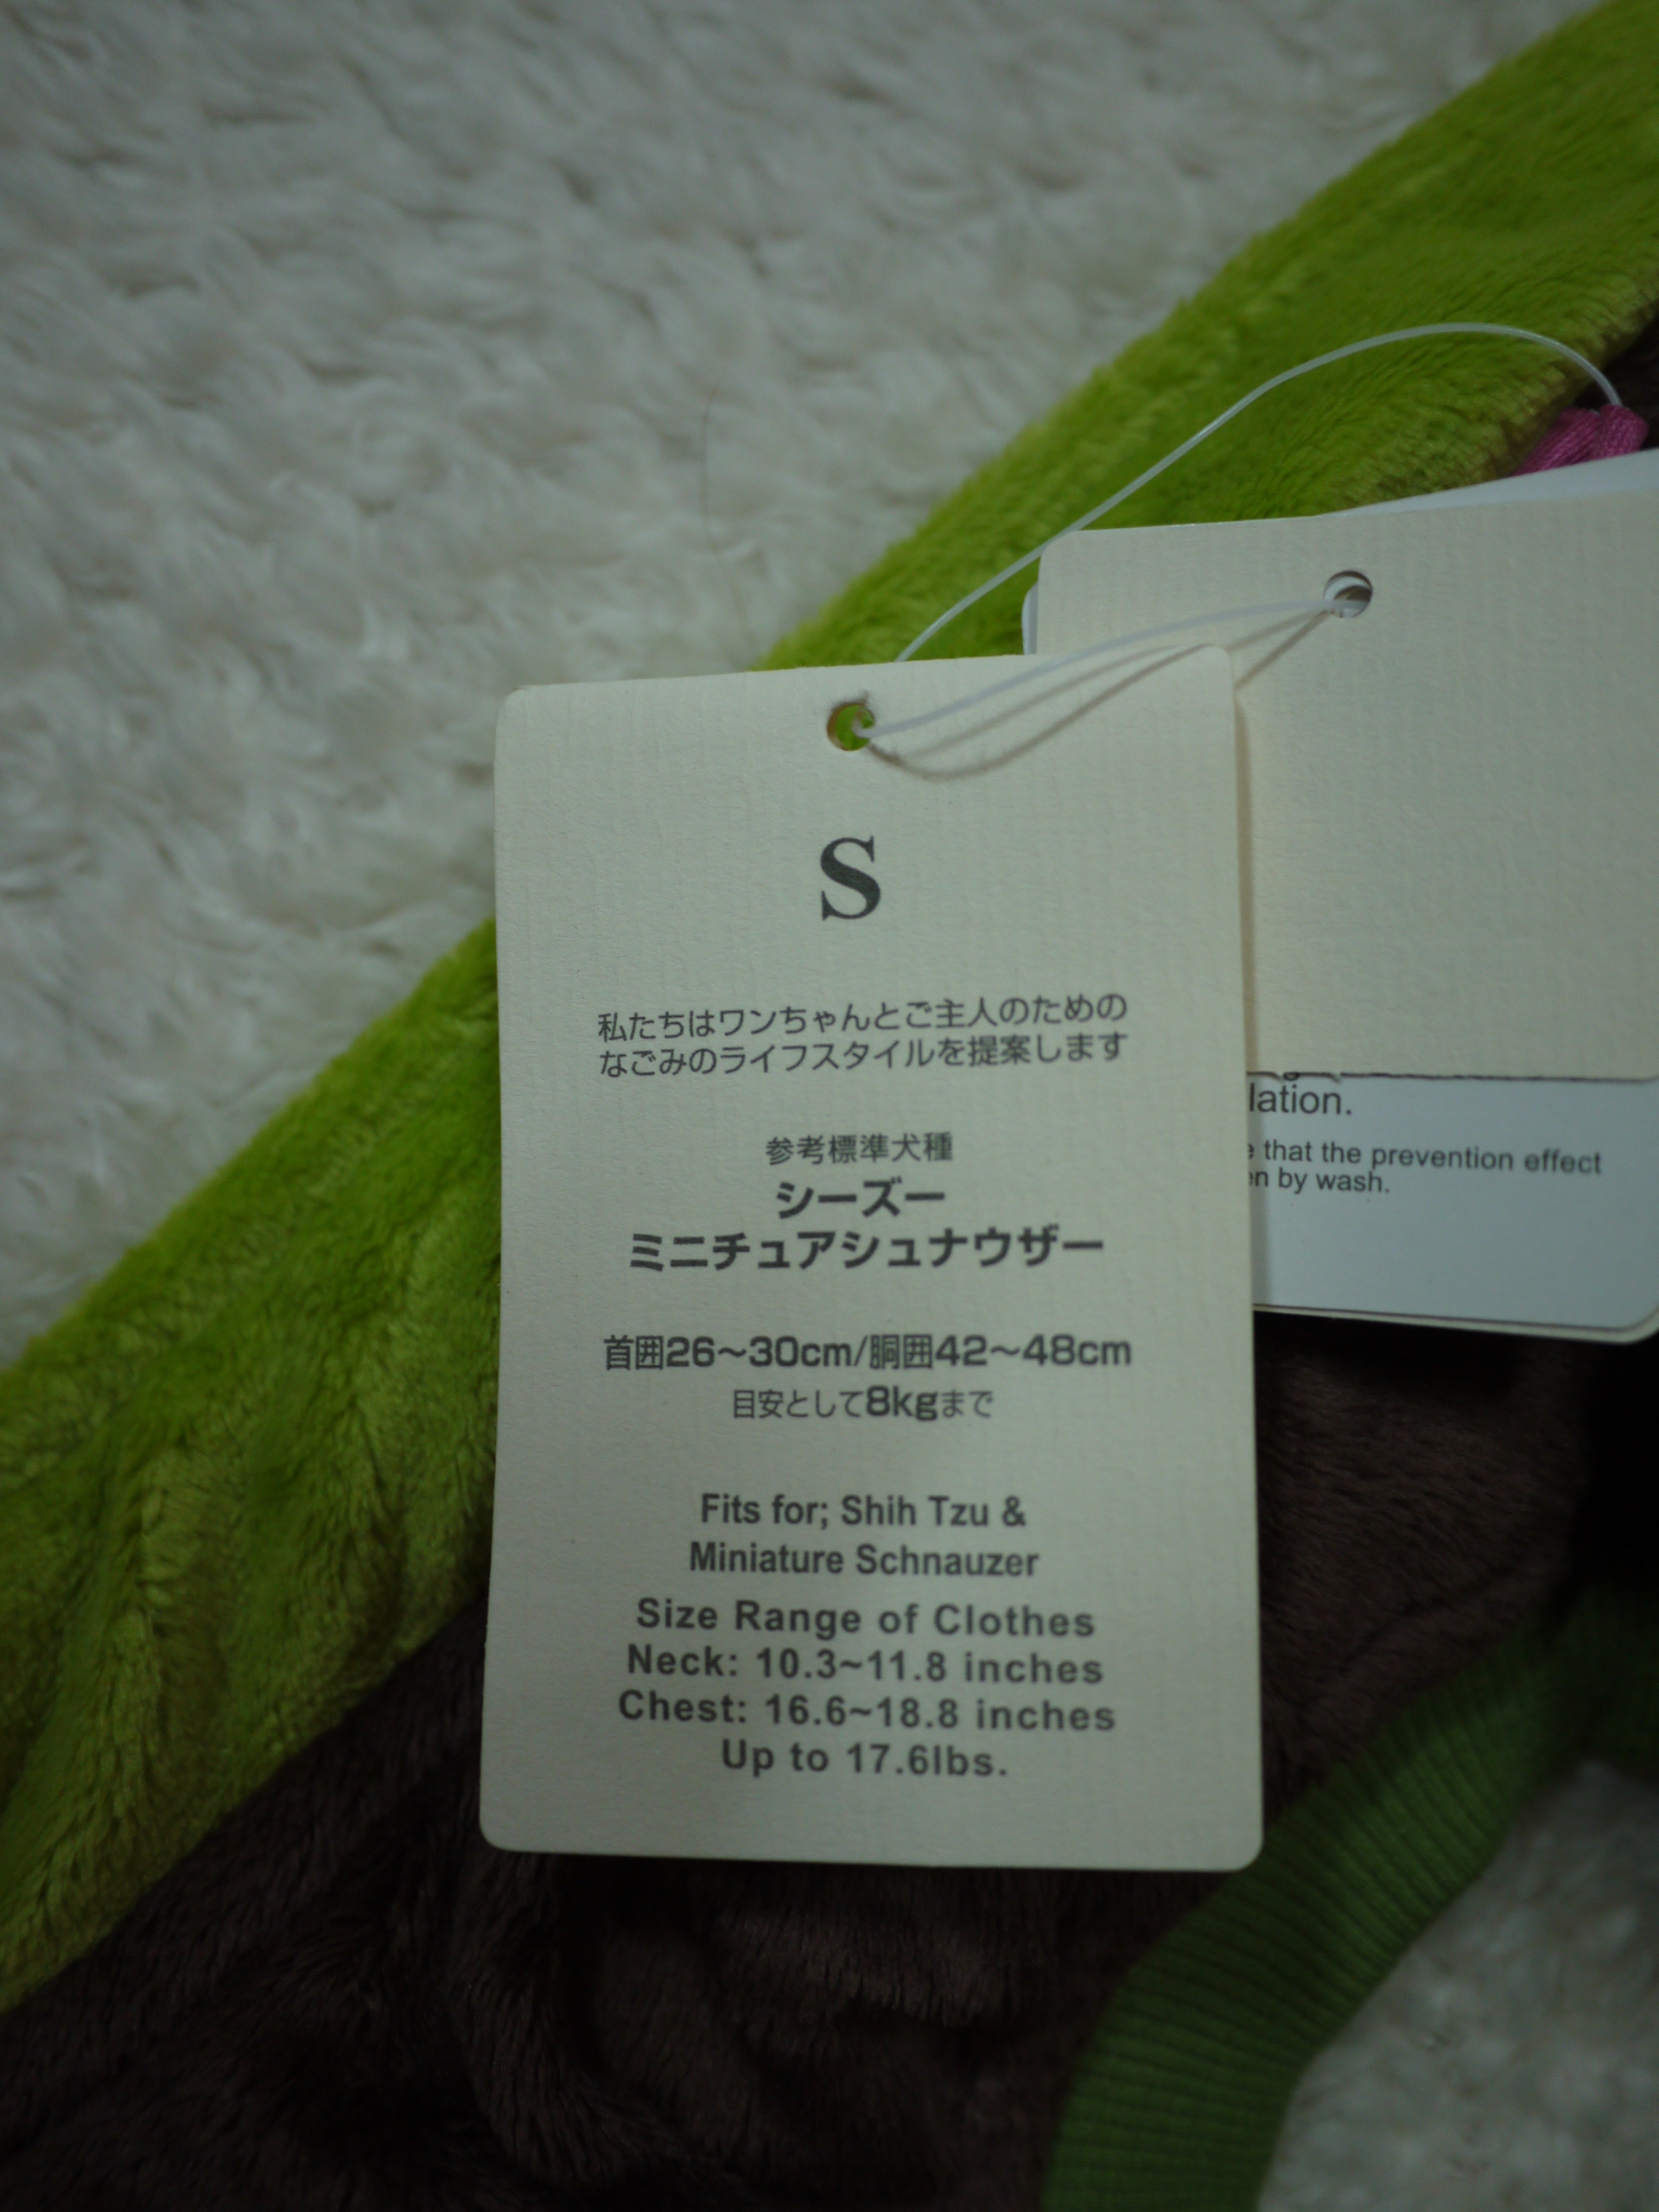 S
私たちはワンちゃんとご主人のための
なごみのライフスタイルを提案します
参考標準犬種
シーズー
ミニチュアシュナウザー
首囲26〜30cm/胴囲42〜48cm
目安として8kgまで
Fits for; Shih Tzu &
Miniature Schnauzer
Size Range of Clothes
Neck: 10.3~11.8 inches
Chest: 16.6~18.8 inches
Up to 17.6lbs.
lation.
that the prevention effect
by wash.